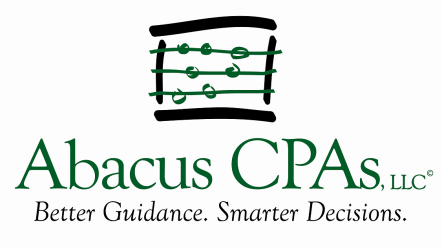 Abacus CPAs, LLC©
Better Guidance. Smarter Decisions.